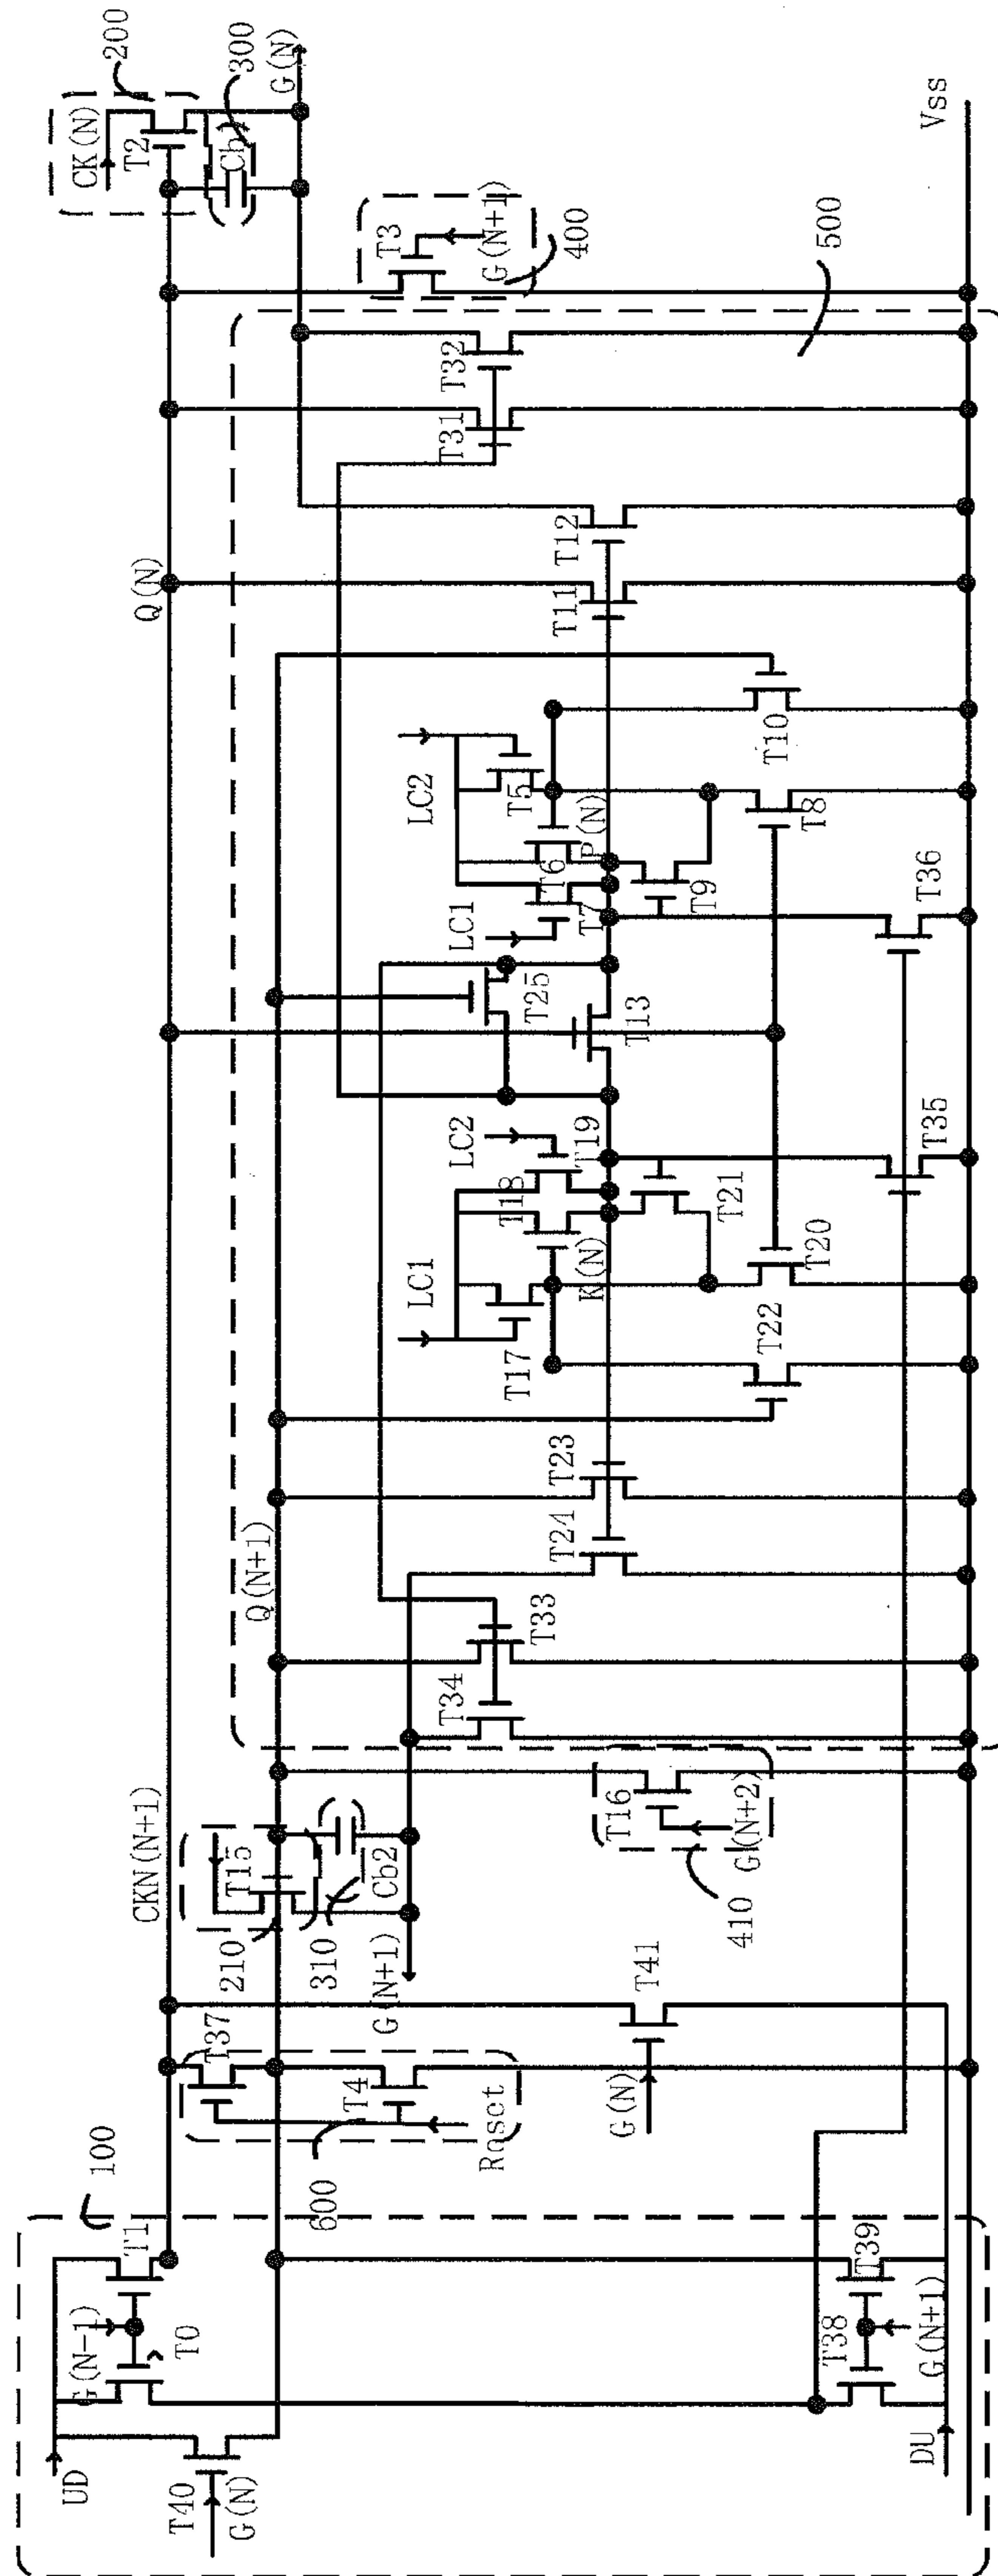 100
UD
T40
G(N)
G(N-1)
T0
T1
DU
T38
T39
G(N+1)
600
T37
T4
Reset
G(N)
T41
CKN(N+1)
T15
210
310
Cb2
G(N+1)
T16
G(N+2)
410
Q(N+1)
T34
T33
T24
T23
T22
T17
LC1
T18
K(N)
T19
LC2
T21
T20
T35
T13
T25
LC1
T7
T6
P(N)
LC2
T5
T9
T8
T36
T10
Q(N)
T11
T12
T31
T32
500
T3
G(N+1)
400
CK(N)
T2
200
300
G(N)
Vss